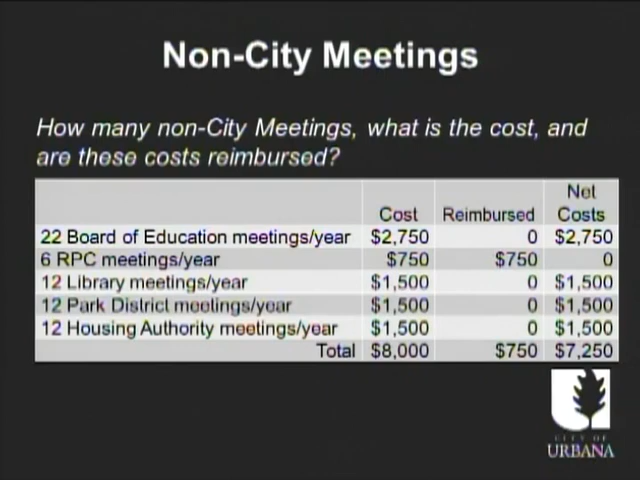 Non-City Meetings
How many non-City Meetings, what is the cost, and
are these costs reimbursed?
Net
Cost Reimbursed Costs
22 Board of Education meetings/year $2,750 0 $2,750
6 RPC meetings/year $750 $750 0
12 Library meetings/year $1,500 0 $1,500
12 Park District meetings/year $1,500 0 $1,500
12 Housing Authority meetings/year $1,500 0 $1,500
Total $8,000 $750 $7,250
CITY OF
URBANA